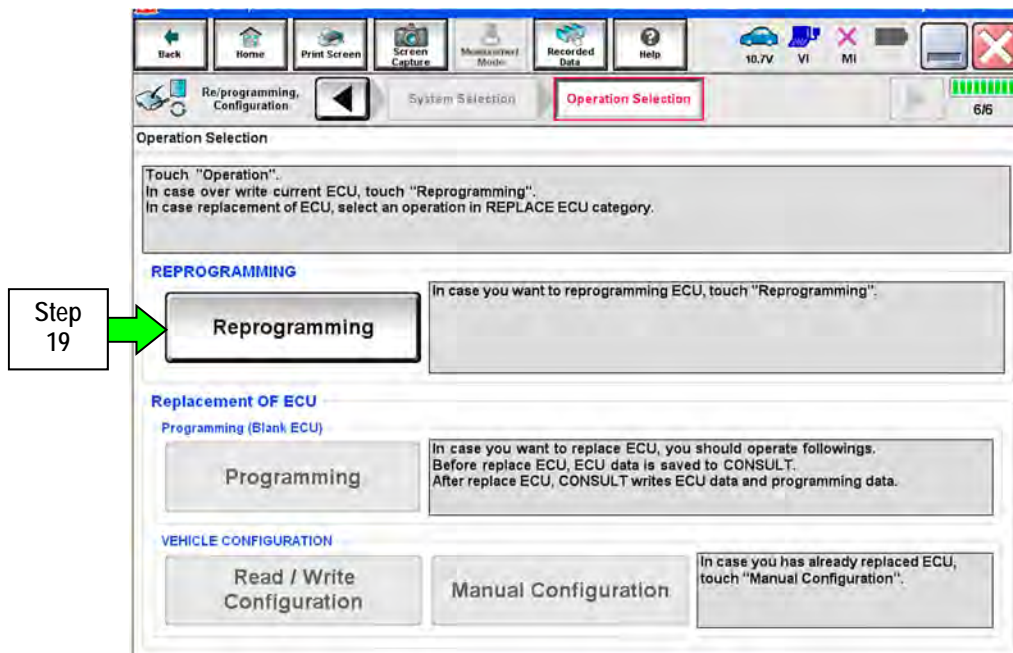 Back
Home
Print Screen
Screen
Capture
Measurement
Mode
Recorded
Data
Help
10.7V
VI
MI
Re/programming,
Configuration
System Selection
Operation Selection
6/6
Operation Selection
Touch "Operation".
In case over write current ECU, touch "Reprogramming".
In case replacement of ECU, select an operation in REPLACE ECU category.
REPROGRAMMING
Step
19
Reprogramming
In case you want to reprogramming ECU, touch "Reprogramming".
Replacement OF ECU
Programming (Blank ECU)
Programming
In case you want to replace ECU, you should operate followings.
Before replace ECU, ECU data is saved to CONSULT.
After replace ECU, CONSULT writes ECU data and programming data.
VEHICLE CONFIGURATION
Read / Write
Configuration
Manual Configuration
In case you has already replaced ECU,
touch "Manual Configuration".